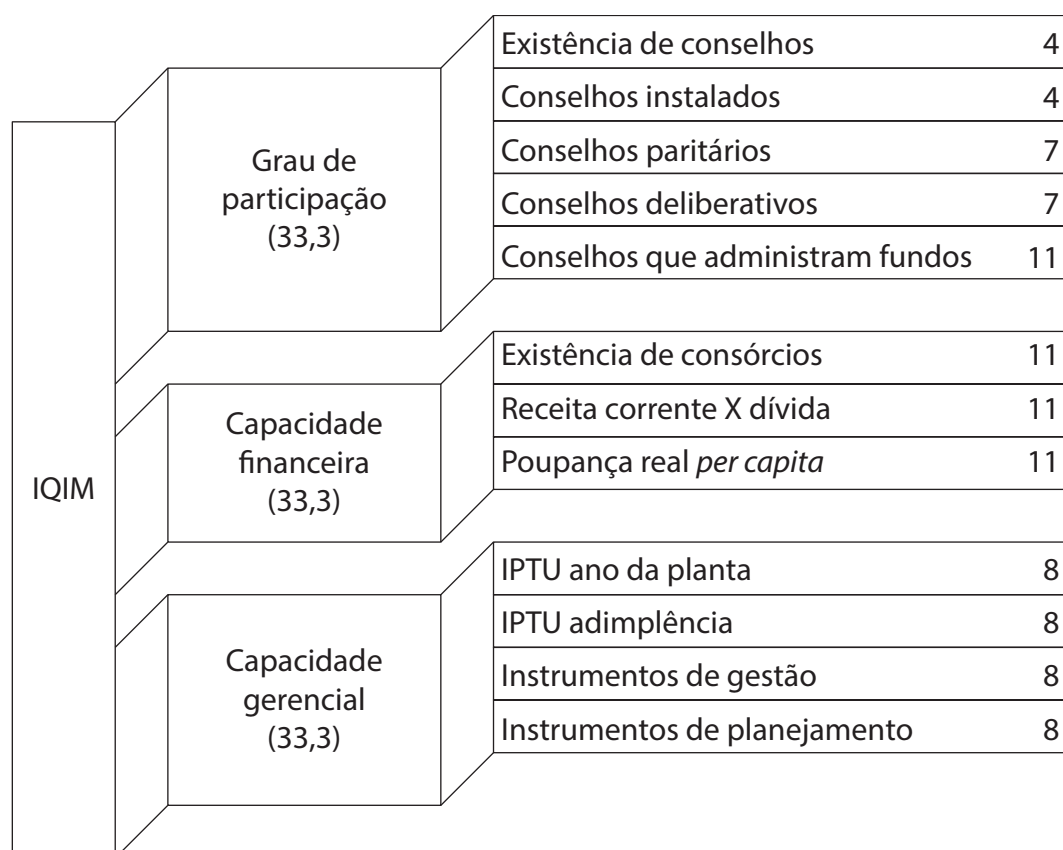 IQIM
Grau de
participação
(33,3)
Existência de conselhos 4
Conselhos instalados 4
Conselhos paritários 7
Conselhos deliberativos 7
Conselhos que administram fundos 11
Capacidade
financeira
(33,3)
Existência de consórcios 11
Receita corrente X dívida 11
Poupança real per capita 11
Capacidade
gerencial
(33,3)
IPTU ano da planta 8
IPTU adimplência 8
Instrumentos de gestão 8
Instrumentos de planejamento 8